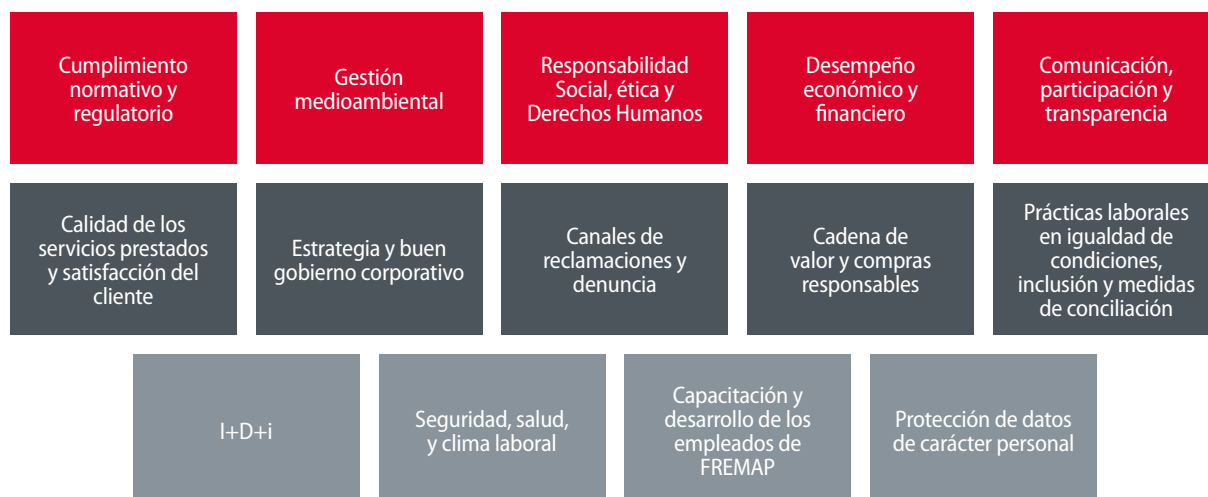 Cumplimiento
normativo y
regulatorio
Gestión
medioambiental
Responsabilidad
Social, ética y
Derechos Humanos
Desempeño
económico y
financiero
Comunicación,
participación y
transparencia
Calidad de los
servicios prestados
y satisfacción del
cliente
Estrategia y buen
gobierno corporativo
Canales de
reclamaciones y
denuncia
Cadena de
valor y compras
responsables
Prácticas laborales
en igualdad de
condiciones,
inclusión y medidas
de conciliación
I+D+i
Seguridad, salud,
y clima laboral
Capacitación y
desarrollo de los
empleados de
FREMAP
Protección de datos
de carácter personal